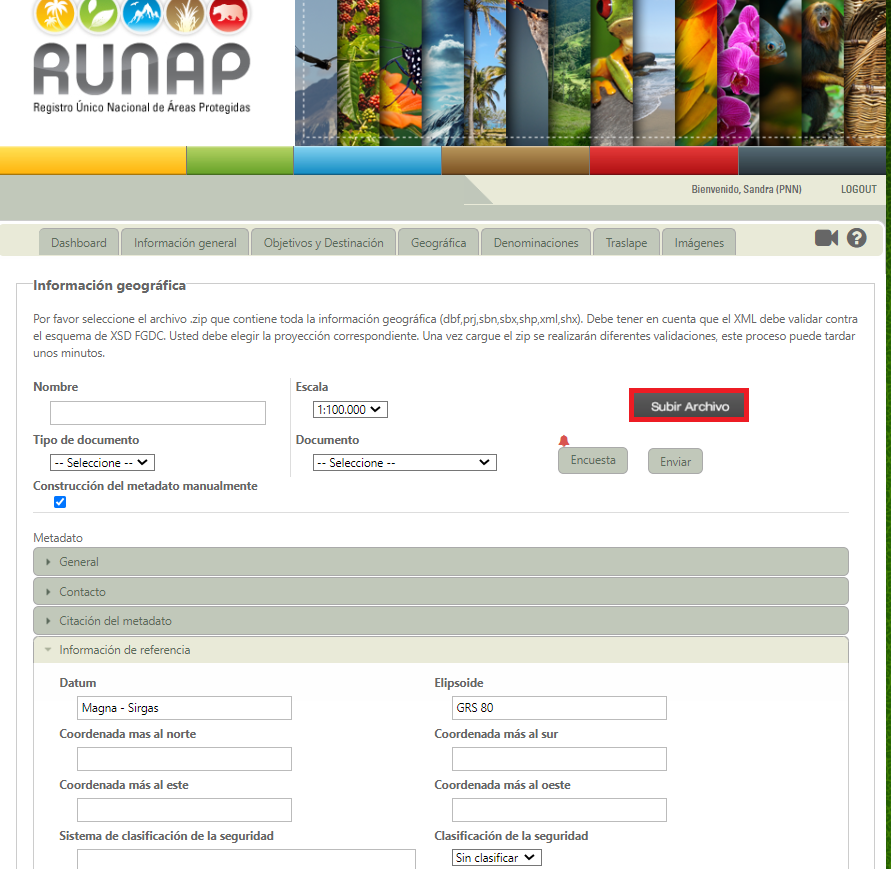 RUNAP
Registro Único Nacional de Áreas Protegidas
Bienvenido, Sandra (PNN) LOGOUT
Dashboard Información general Objetivos y Destinación Geográfica Denominaciones Traslape Imágenes ?
Información geográfica
Por favor seleccione el archivo .zip que contiene toda la información geográfica (dbf,prj,sbn,sbx,shp,xml,shx). Debe tener en cuenta que el XML debe validar contra
el esquema de XSD FGDC. Usted debe elegir la proyección correspondiente. Una vez cargue el zip se realizarán diferentes validaciones, este proceso puede tardar
unos minutos.
Nombre Escala
1:100.000 Subir Archivo
Tipo de documento Documento
-- Seleccione -- -- Seleccione -- Encuesta Enviar
Construcción del metadato manualmente
Metadato
General
Contacto
Citación del metadato
Información de referencia
Datum Elipsoide
Magna - Sirgas GRS 80
Coordenada mas al norte Coordenada más al sur
Coordenada más al este Coordenada más al oeste
Sistema de clasificación de la seguridad Clasificación de la seguridad
Sin clasificar